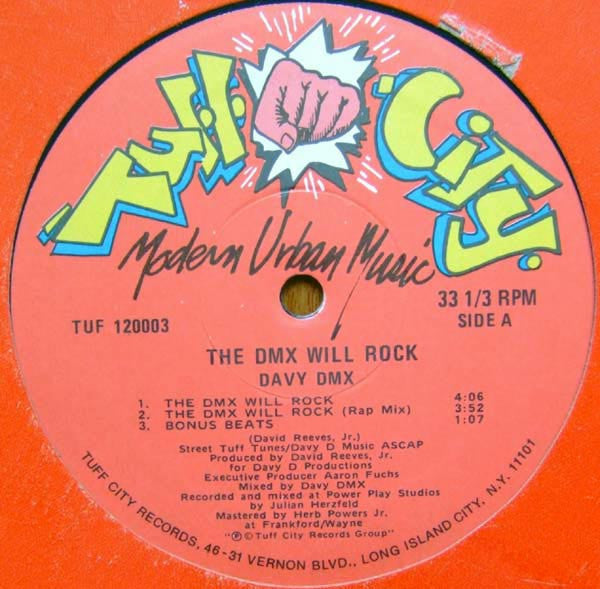 Tuff City
Modern Urban Music
33 1/3 RPM
TUF 120003
SIDE A
THE DMX WILL ROCK
DAVY DMX
1. THE DMX WILL ROCK 4:06
2. THE DMX WILL ROCK (Rap Mix) 3:52
3. BONUS BEATS 1:07
(David Reeves, Jr.)
Street Tuff Tunes/Davy D Music ASCAP
Produced by David Reeves, Jr.
for Davy D Productions
Executive Producer Aaron Fuchs
Mixed by Davy DMX
Recorded and mixed at Power Play Studios
by Julian Herzfeld
Mastered by Herb Powers Jr.
at Frankford/Wayne
"℗ © Tuff City Records Group"
TUFF CITY RECORDS, 46-31 VERNON BLVD., LONG ISLAND CITY, N.Y. 11101